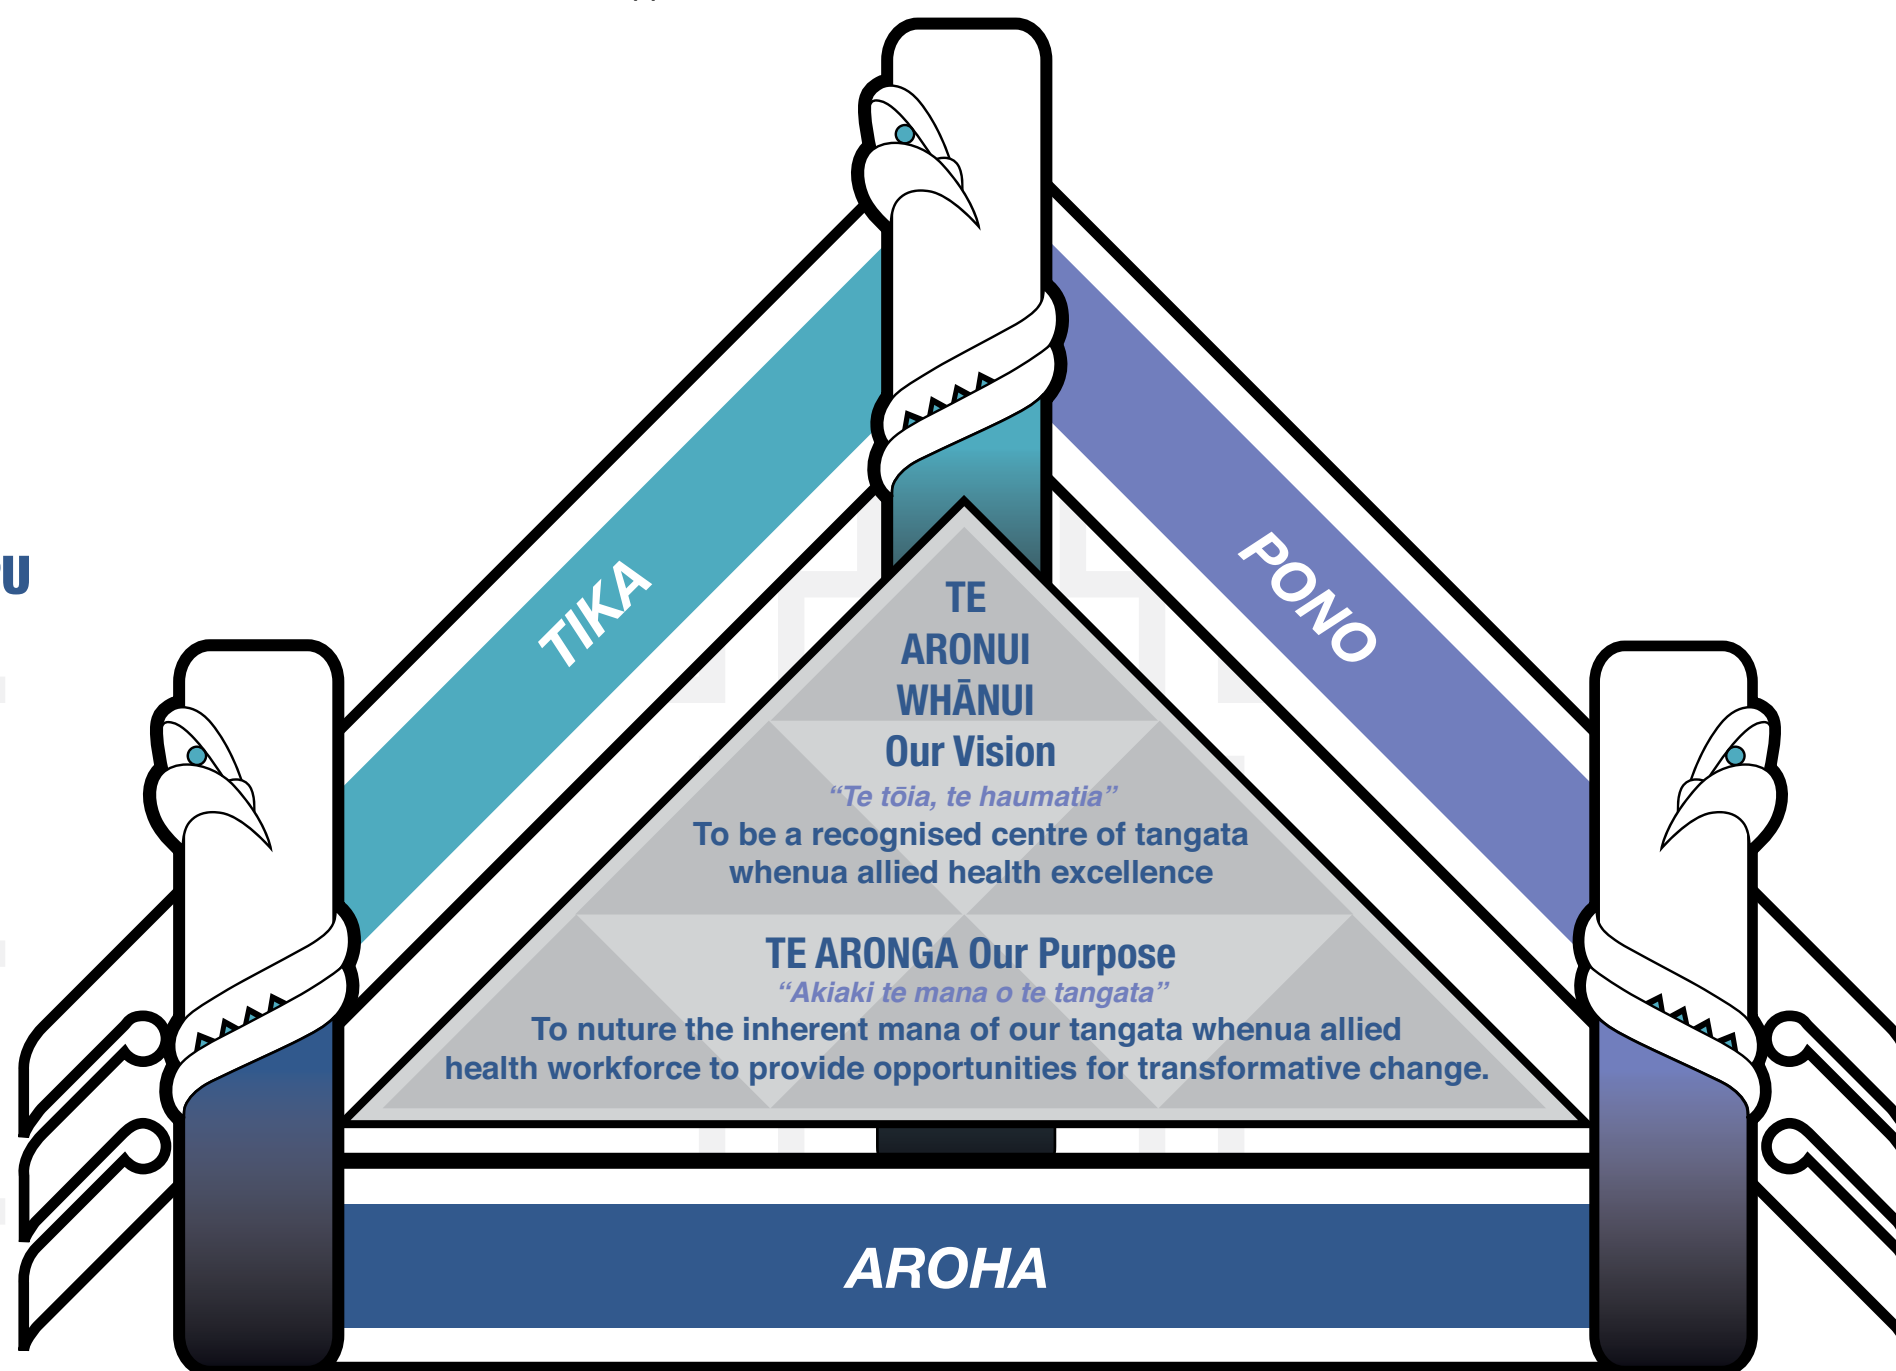 TIKA
PONO
TE
ARONUI
WHĀNUI
Our Vision
“Te tōia, te haumatia”
To be a recognised centre of tangata
whenua allied health excellence
TE ARONGA Our Purpose
“Akiaki te mana o te tangata”
To nuture the inherent mana of our tangata whenua allied
health workforce to provide opportunities for transformative change.
AROHA